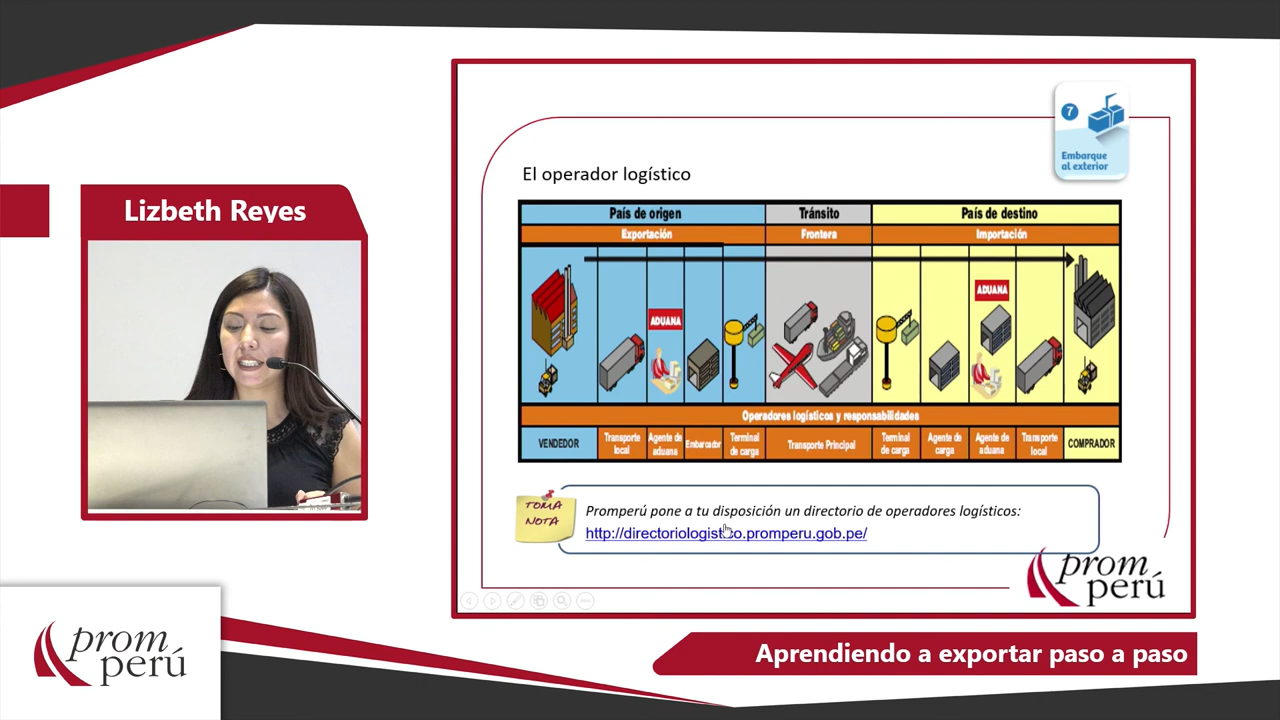 Lizbeth Reyes
7
Embarque
al exterior
El operador logístico
País de origen
Tránsito
País de destino
Exportación
Frontera
Importación
ADUANA
ADUANA
Operadores logísticos y responsabilidades
VENDEDOR
Transporte
local
Agente de
aduana
Embarcador
Terminal
de carga
Transporte Principal
Terminal
de carga
Agente de
carga
Agente de
aduana
Transporte
local
COMPRADOR
TOMA
NOTA
Promperú pone a tu disposición un directorio de operadores logísticos:
http://directoriologistico.promperu.gob.pe/
prom
perú
prom
perú
Aprendiendo a exportar paso a paso